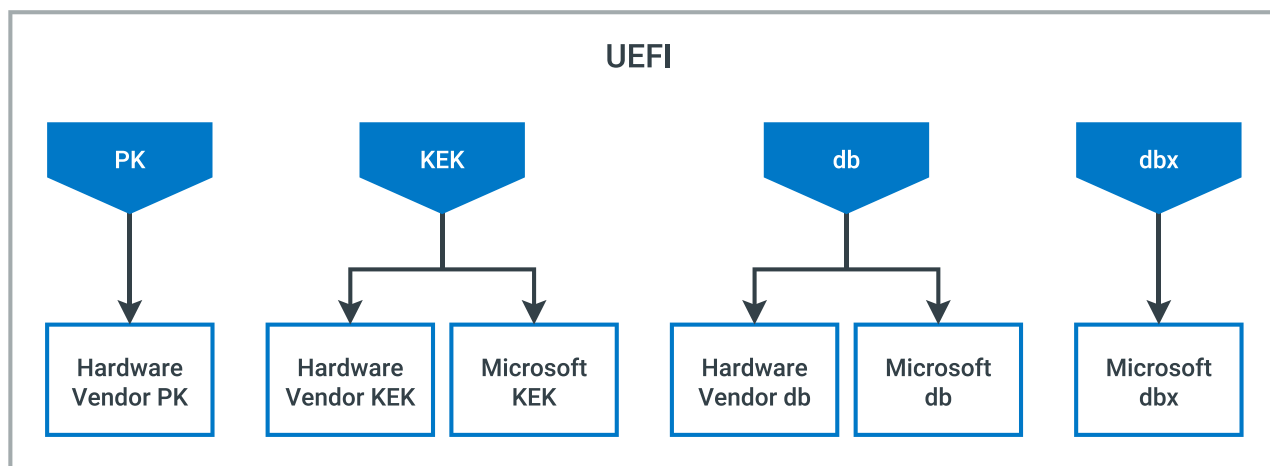 UEFI
PK
KEK
db
dbx
Hardware
Vendor PK
Hardware
Vendor KEK
Microsoft
KEK
Hardware
Vendor db
Microsoft
db
Microsoft
dbx